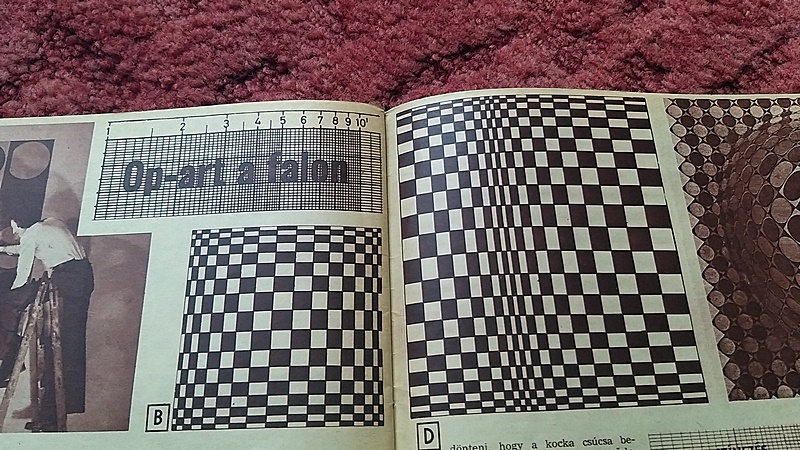 1 2 3 4 5 6 7 8 9 10
Op-art a falon
B
D
dönteni, hogy a kocka csúcsa be-